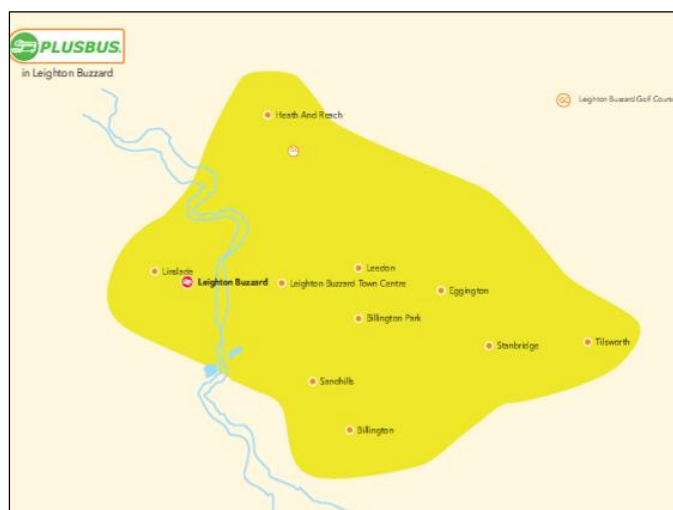 PLUSBUS
in Leighton Buzzard
GC Leighton Buzzard Golf Course
Heath And Reach
Linslade
Leighton Buzzard
Leedon
Leighton Buzzard Town Centre
Eggington
Billington Park
Stanbridge
Tilsworth
Sandhills
Billington